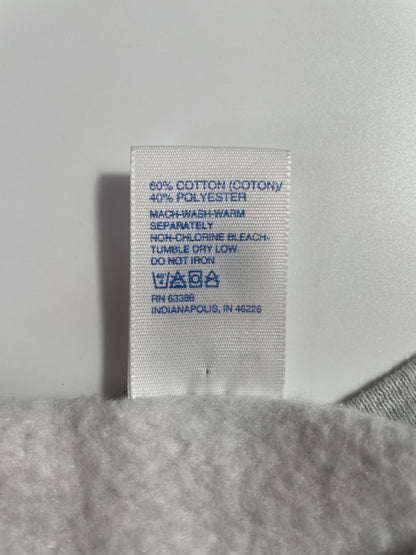 60% COTTON (COTON)/
40% POLYESTER
MACH-WASH-WARM
SEPARATELY
NON-CHLORINE BLEACH-
TUMBLE DRY LOW.
DO NOT IRON
RN 63386
INDIANAPOLIS, IN 46226